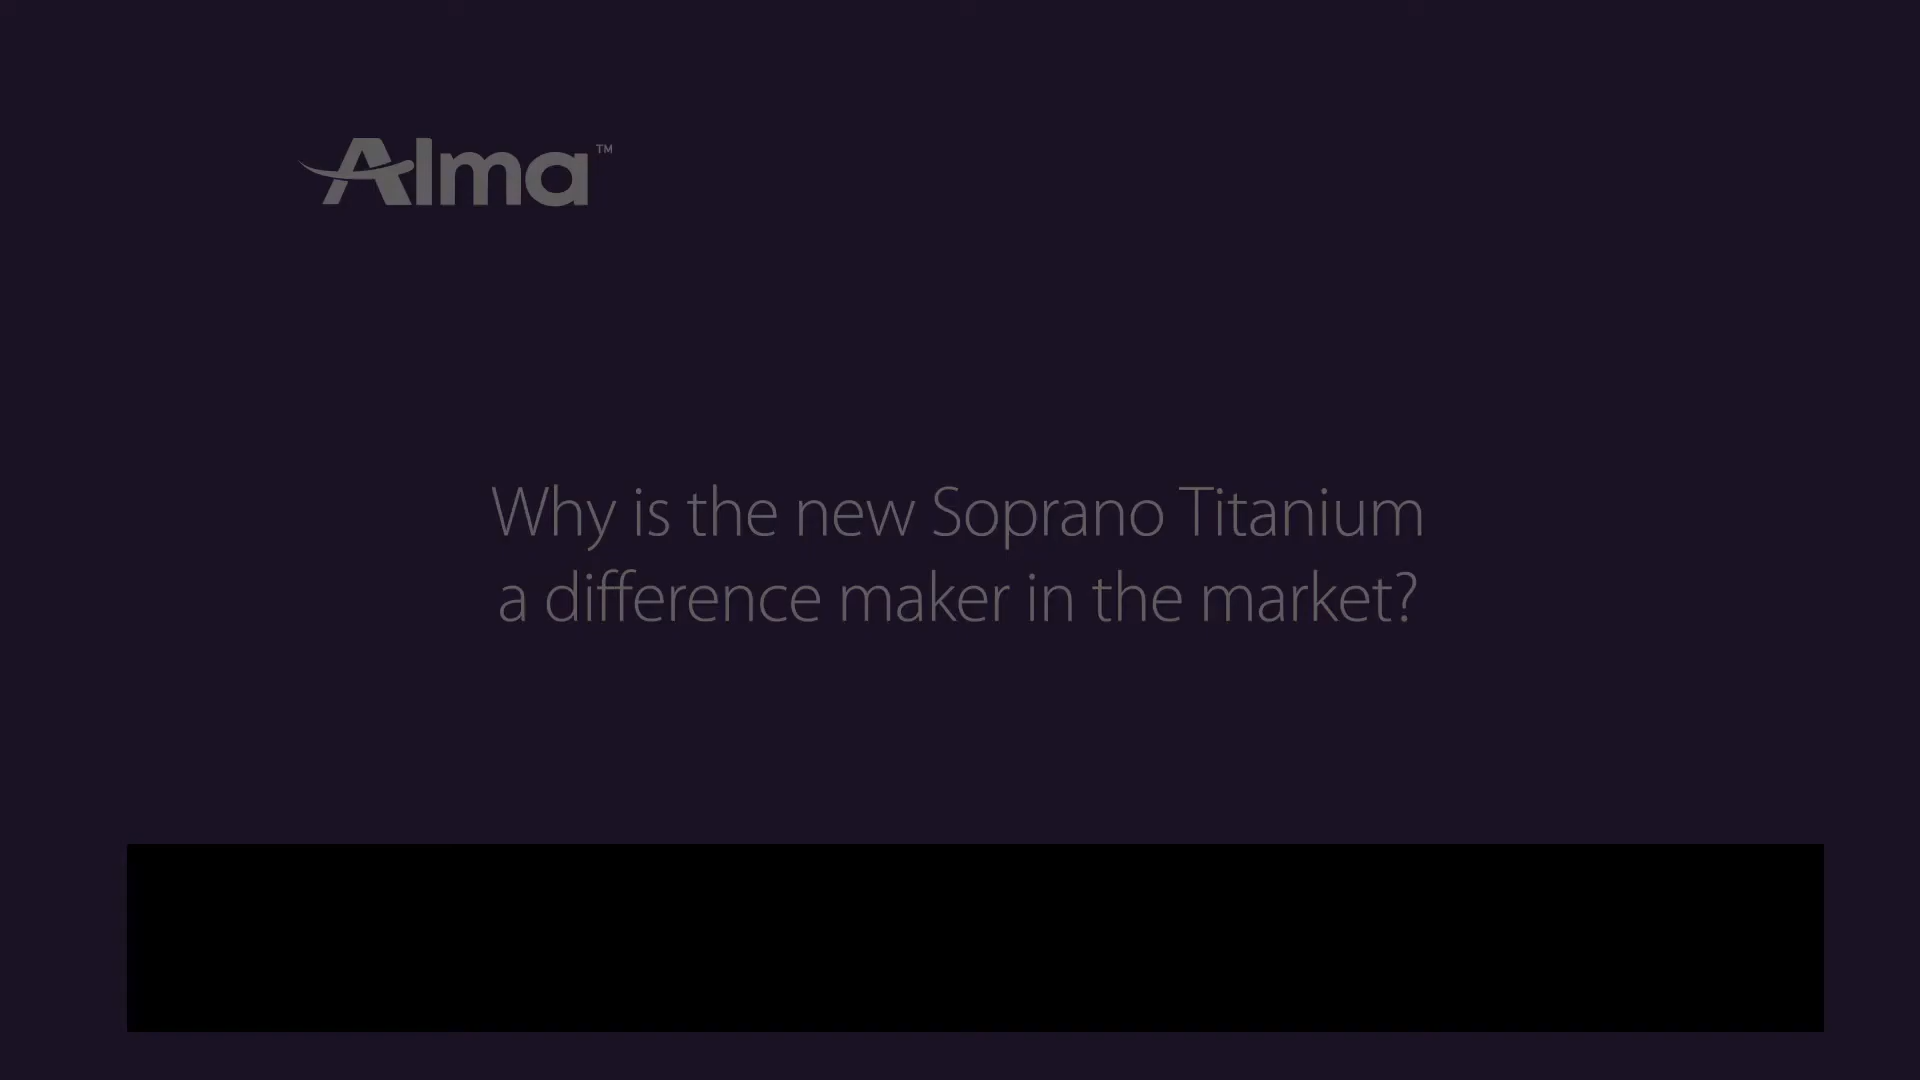 Alma™
Why is the new Soprano Titanium
a difference maker in the market?